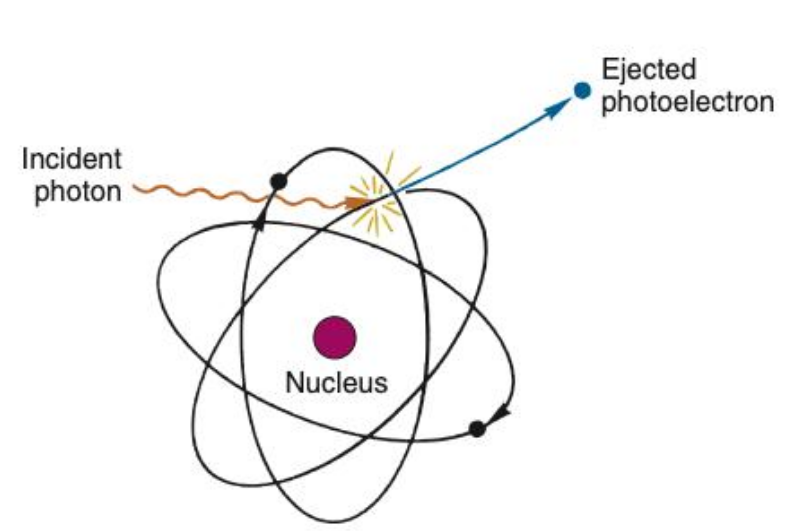 Ejected
photoelectron
Incident
photon
Nucleus